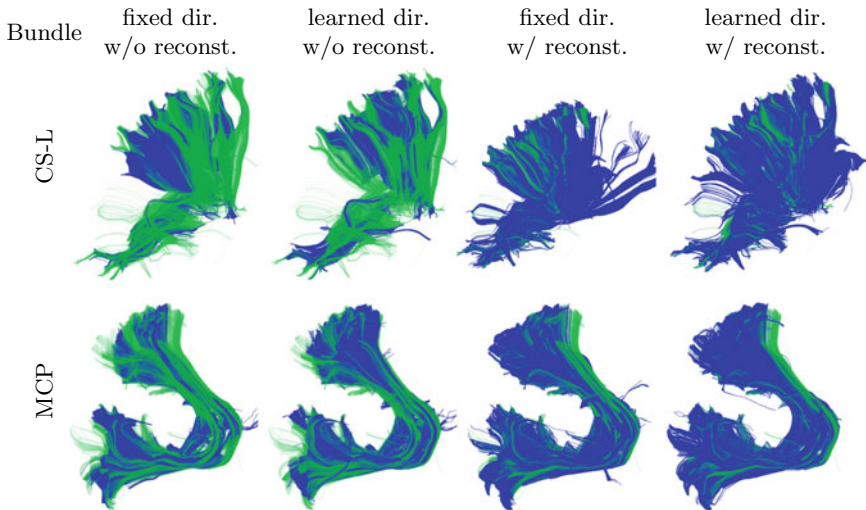 Bundle
fixed dir.
w/o reconst.
learned dir.
w/o reconst.
fixed dir.
w/ reconst.
learned dir.
w/ reconst.
CS-L
MCP